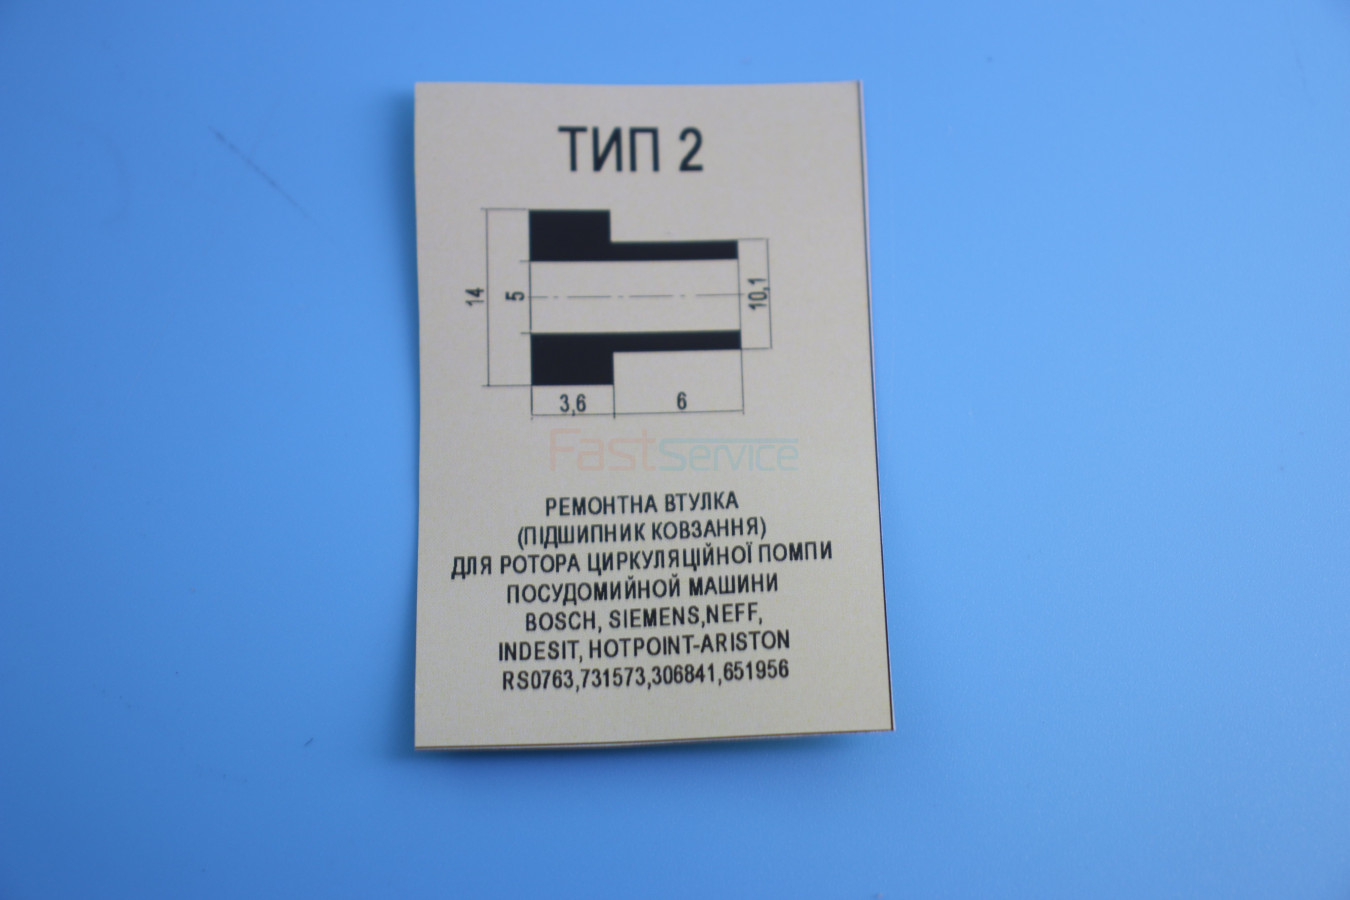 ТИП 2
14
5
10,1
3,6
6
FastService
РЕМОНТНА ВТУЛКА
(ПІДШИПНИК КОВЗАННЯ)
ДЛЯ РОТОРА ЦИРКУЛЯЦІЙНОЇ ПОМПИ
ПОСУДОМИЙНОЙ МАШИНИ
BOSCH, SIEMENS,NEFF,
INDESIT, HOTPOINT-ARISTON
RS0763,731573,306841,651956